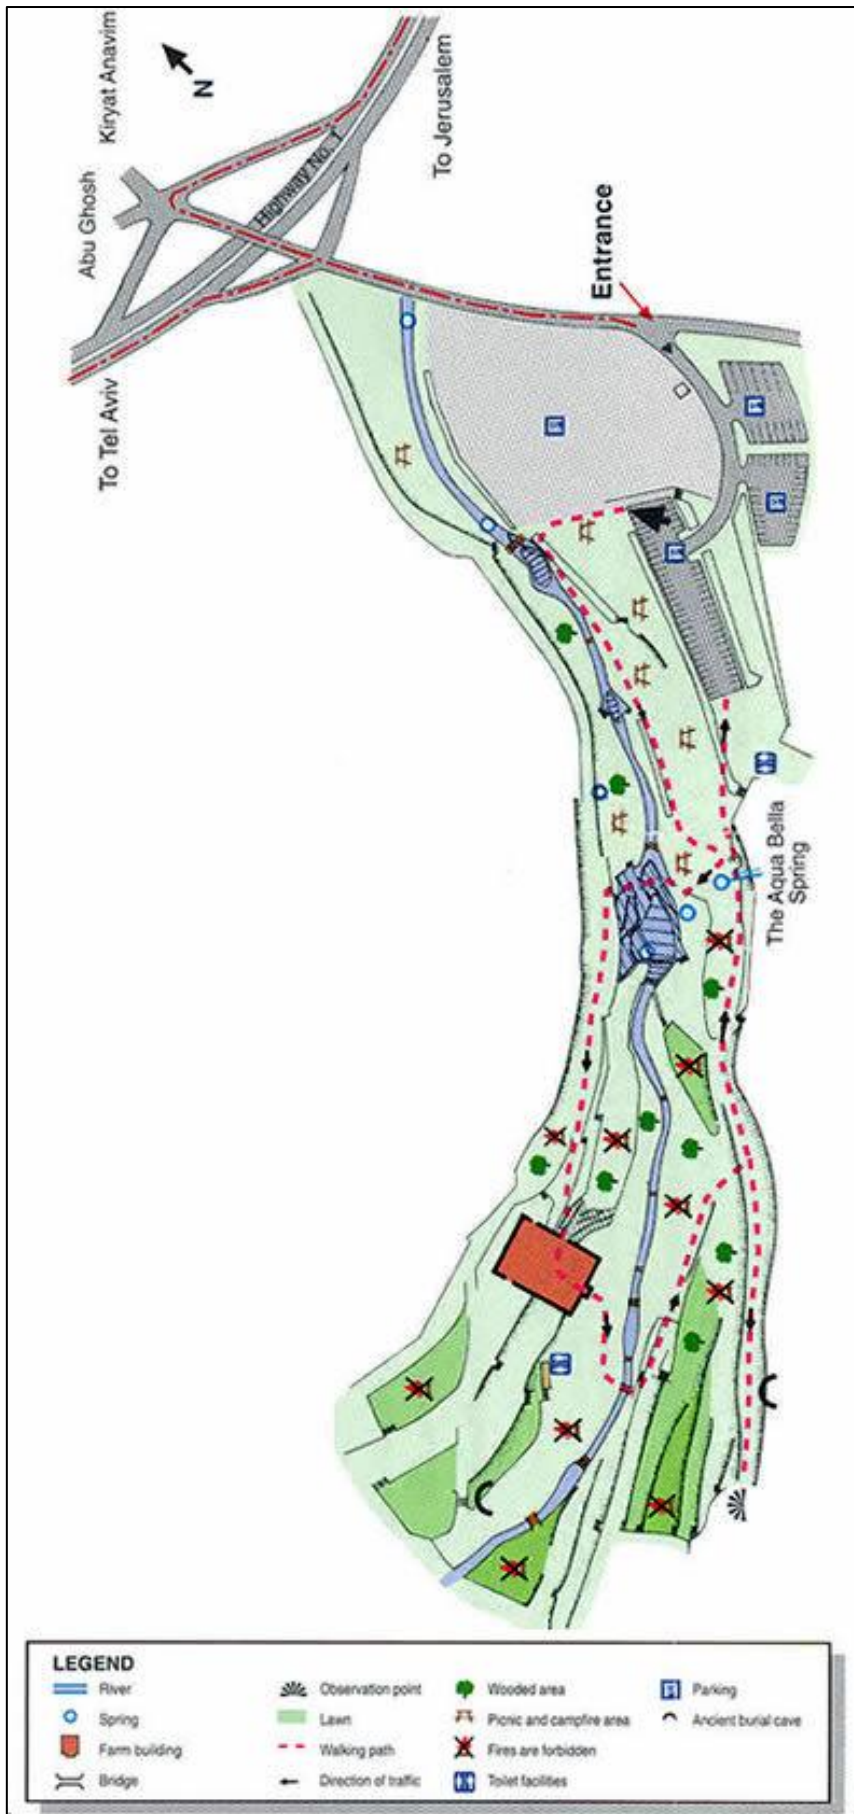 Kiryat Anavim
N
Abu Ghosh
Highway No. 1
To Jerusalem
To Tel Aviv
Entrance
The Aqua Bella
Spring
LEGEND
River
Spring
Farm building
Bridge
Observation point
Lawn
Walking path
Direction of traffic
Wooded area
Picnic and campfire area
Fires are forbidden
Toilet facilities
Parking
Ancient burial cave